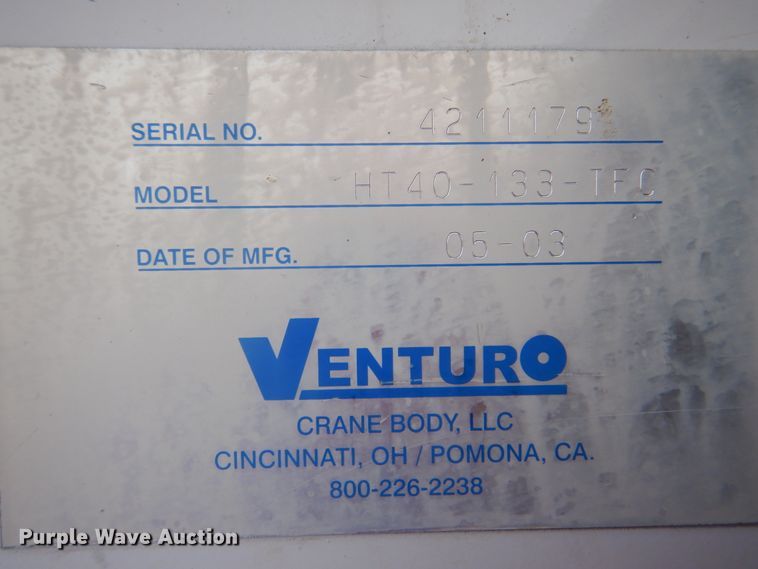 SERIAL NO. 4211179
MODEL HT40-133-TFC
DATE OF MFG. 05-03
VENTURO
CRANE BODY, LLC
CINCINNATI, OH / POMONA, CA.
800-226-2238
Purple Wave Auction